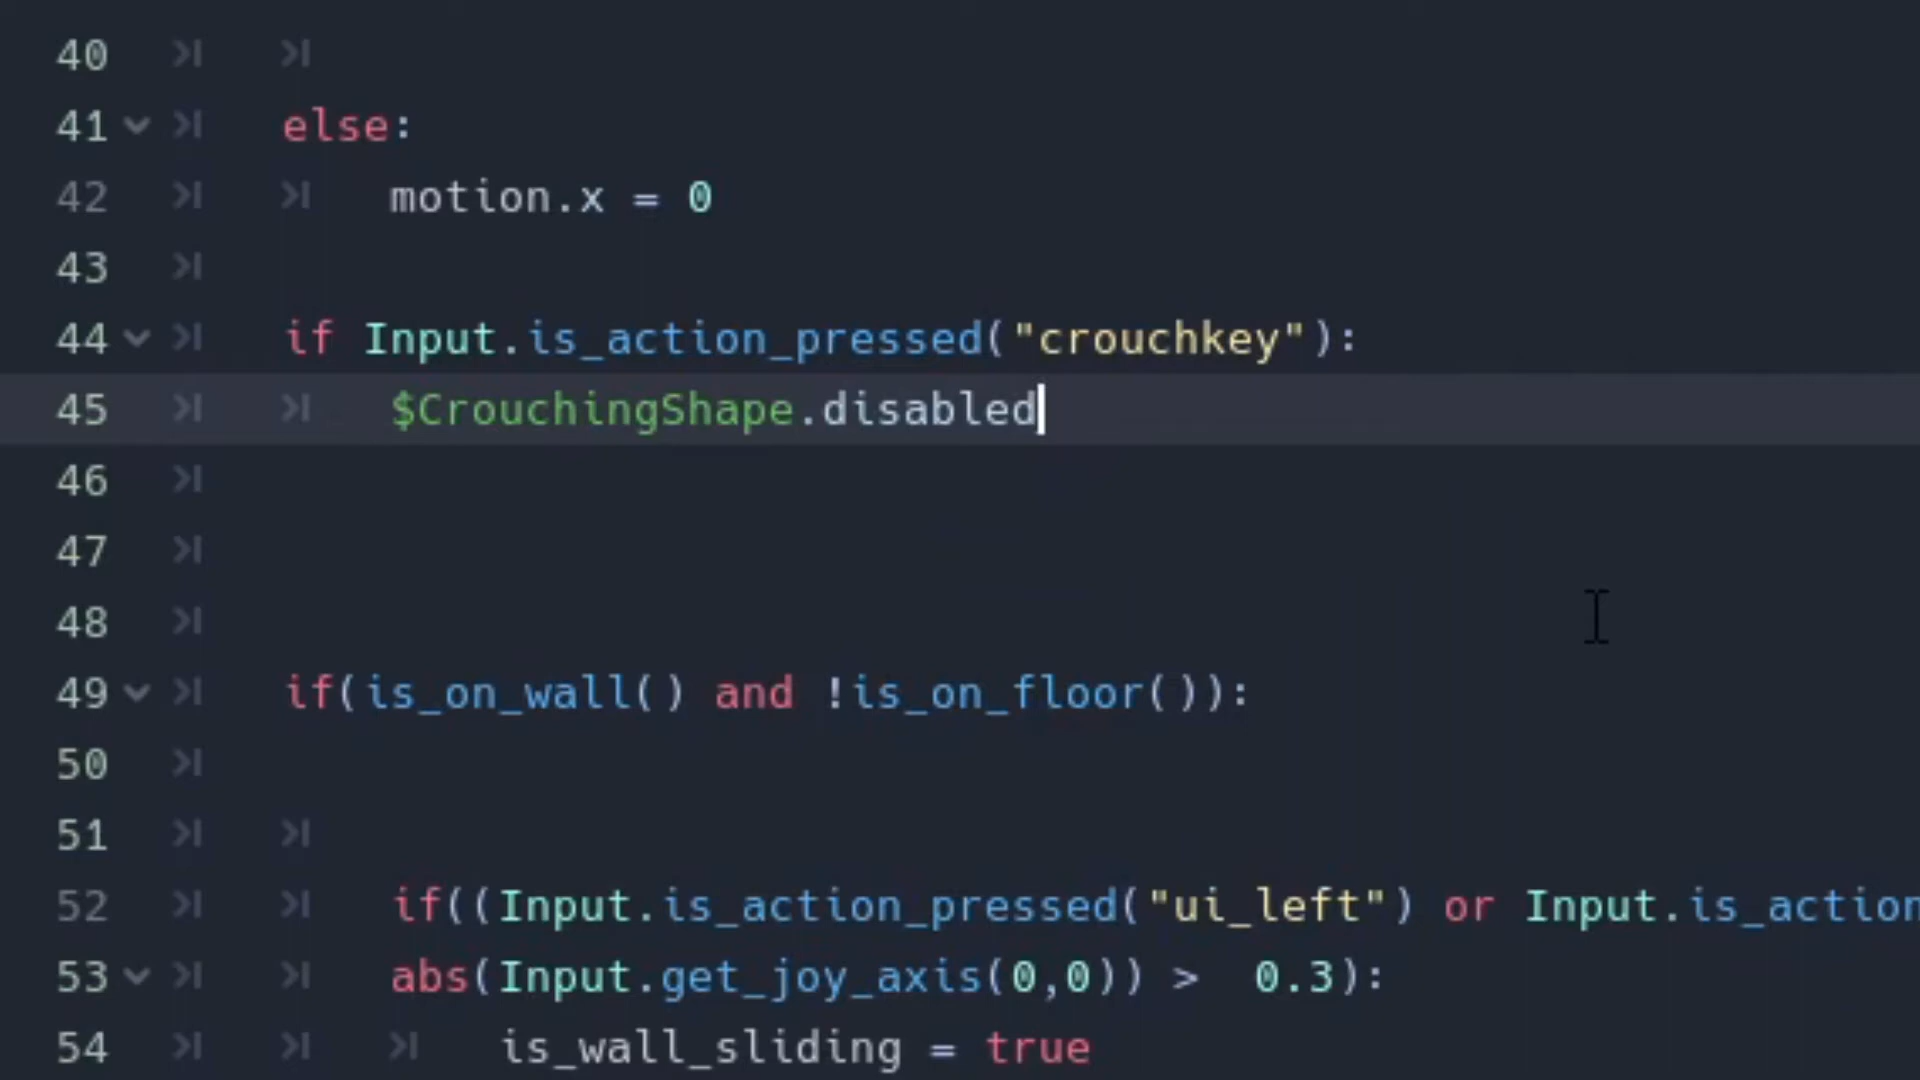 40
41 else:
42 motion.x = 0
43
44 if Input.is_action_pressed("crouchkey"):
45 $CrouchingShape.disabled
46
47
48
49 if(is_on_wall() and !is_on_floor()):
50
51
52 if((Input.is_action_pressed("ui_left") or Input.is_action
53 abs(Input.get_joy_axis(0,0)) >  0.3):
54 is_wall_sliding = true